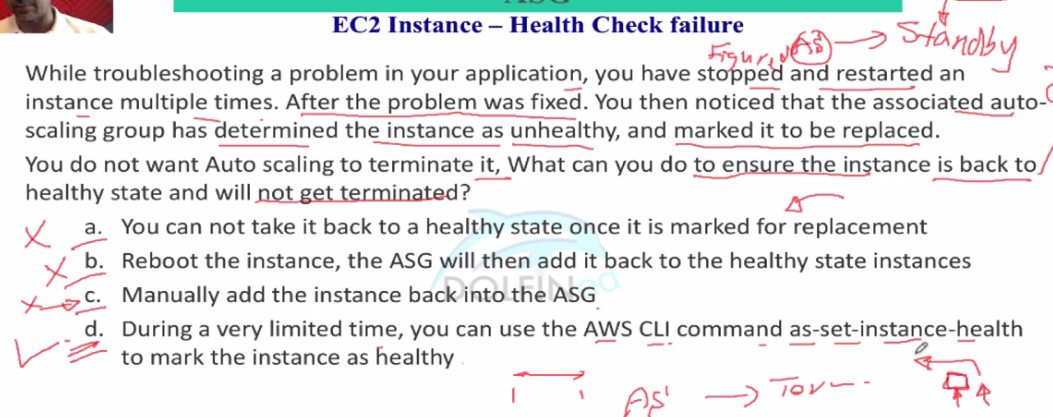 ASG
EC2 Instance – Health Check failure
Standby
Figure AS
While troubleshooting a problem in your application, you have stopped and restarted an
instance multiple times. After the problem was fixed. You then noticed that the associated auto-
scaling group has determined the instance as unhealthy, and marked it to be replaced.
You do not want Auto scaling to terminate it, What can you do to ensure the instance is back to
healthy state and will not get terminated?
a. You can not take it back to a healthy state once it is marked for replacement
b. Reboot the instance, the ASG will then add it back to the healthy state instances
DOLFINed
c. Manually add the instance back into the ASG
d. During a very limited time, you can use the AWS CLI command as-set-instance-health
to mark the instance as healthy
AS